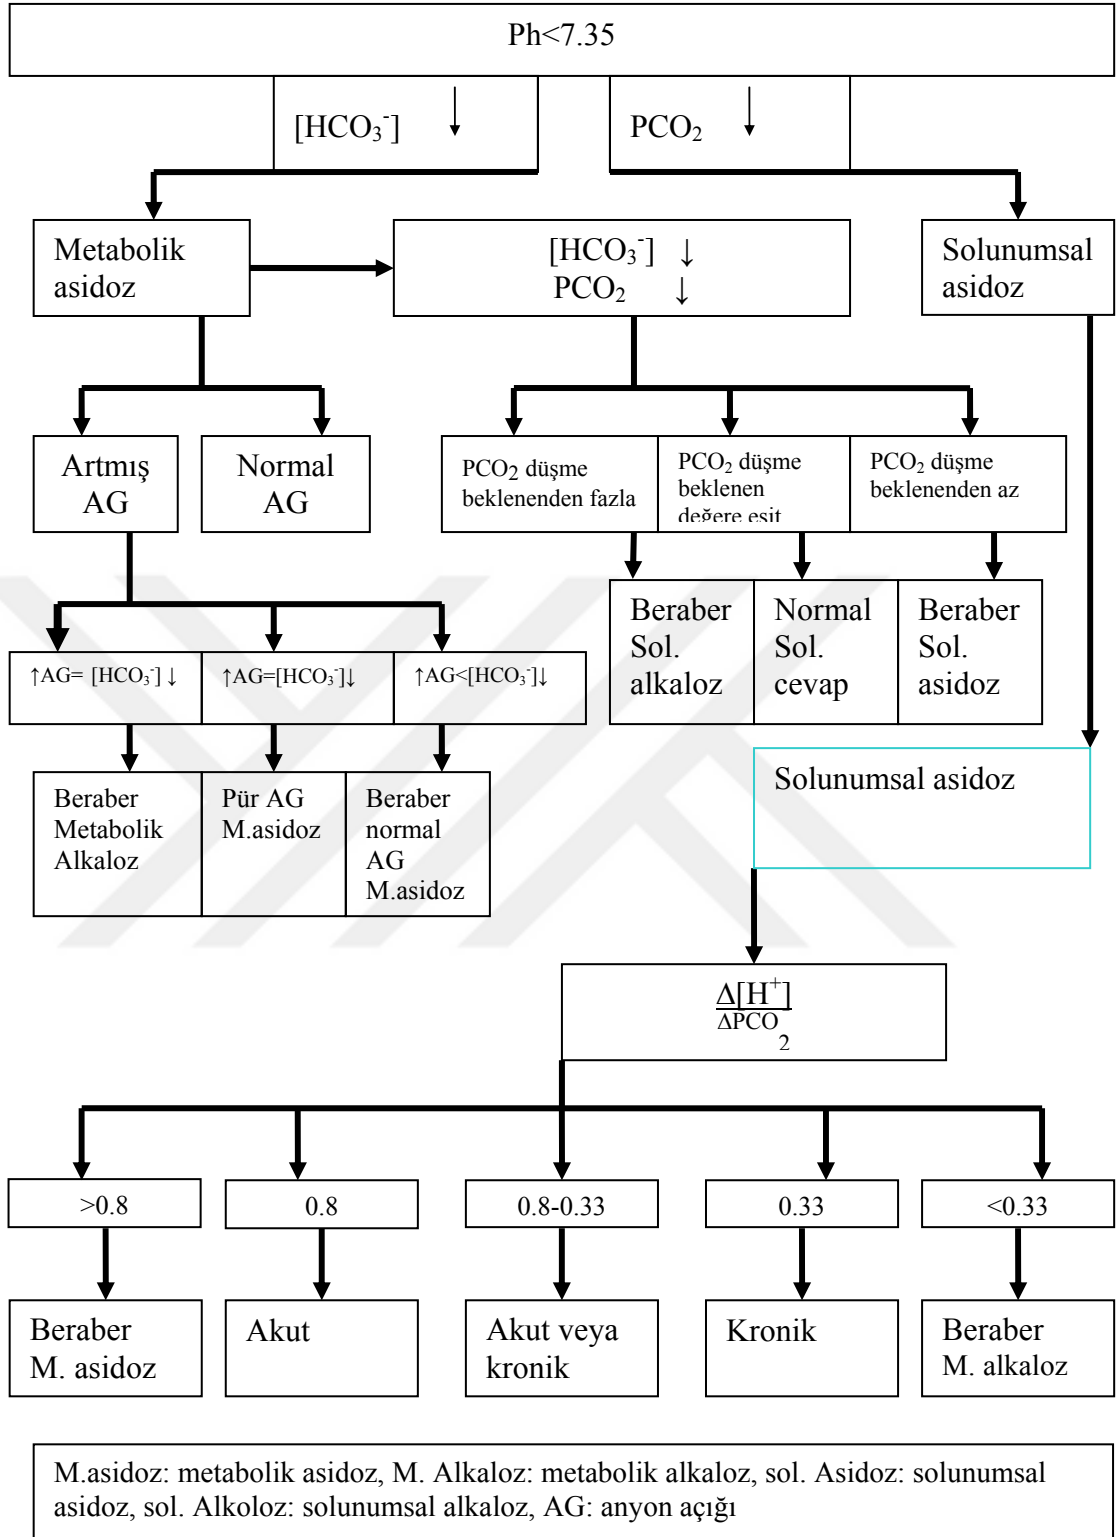 Ph<7.35
[HCO₃⁻] ↓
PCO₂ ↓
Metabolik
asidoz
[HCO₃⁻] ↓
PCO₂ ↓
Solunumsal
asidoz
Artmış
AG
Normal
AG
PCO₂ düşme
beklenenden fazla
PCO₂ düşme
beklenen
değere eşit
PCO₂ düşme
beklenenden az
Beraber
Sol.
alkaloz
Normal
Sol.
cevap
Beraber
Sol.
asidoz
↑AG= [HCO₃⁻] ↓
↑AG=[HCO₃⁻]↓
↑AG<[HCO₃⁻]↓
Beraber
Metabolik
Alkaloz
Pür AG
M.asidoz
Beraber
normal
AG
M.asidoz
Solunumsal asidoz
Δ[H⁺]
ΔPCO₂
>0.8
0.8
0.8-0.33
0.33
<0.33
Beraber
M. asidoz
Akut
Akut veya
kronik
Kronik
Beraber
M. alkaloz
M.asidoz: metabolik asidoz, M. Alkaloz: metabolik alkaloz, sol. Asidoz: solunumsal
asidoz, sol. Alkoloz: solunumsal alkaloz, AG: anyon açığı